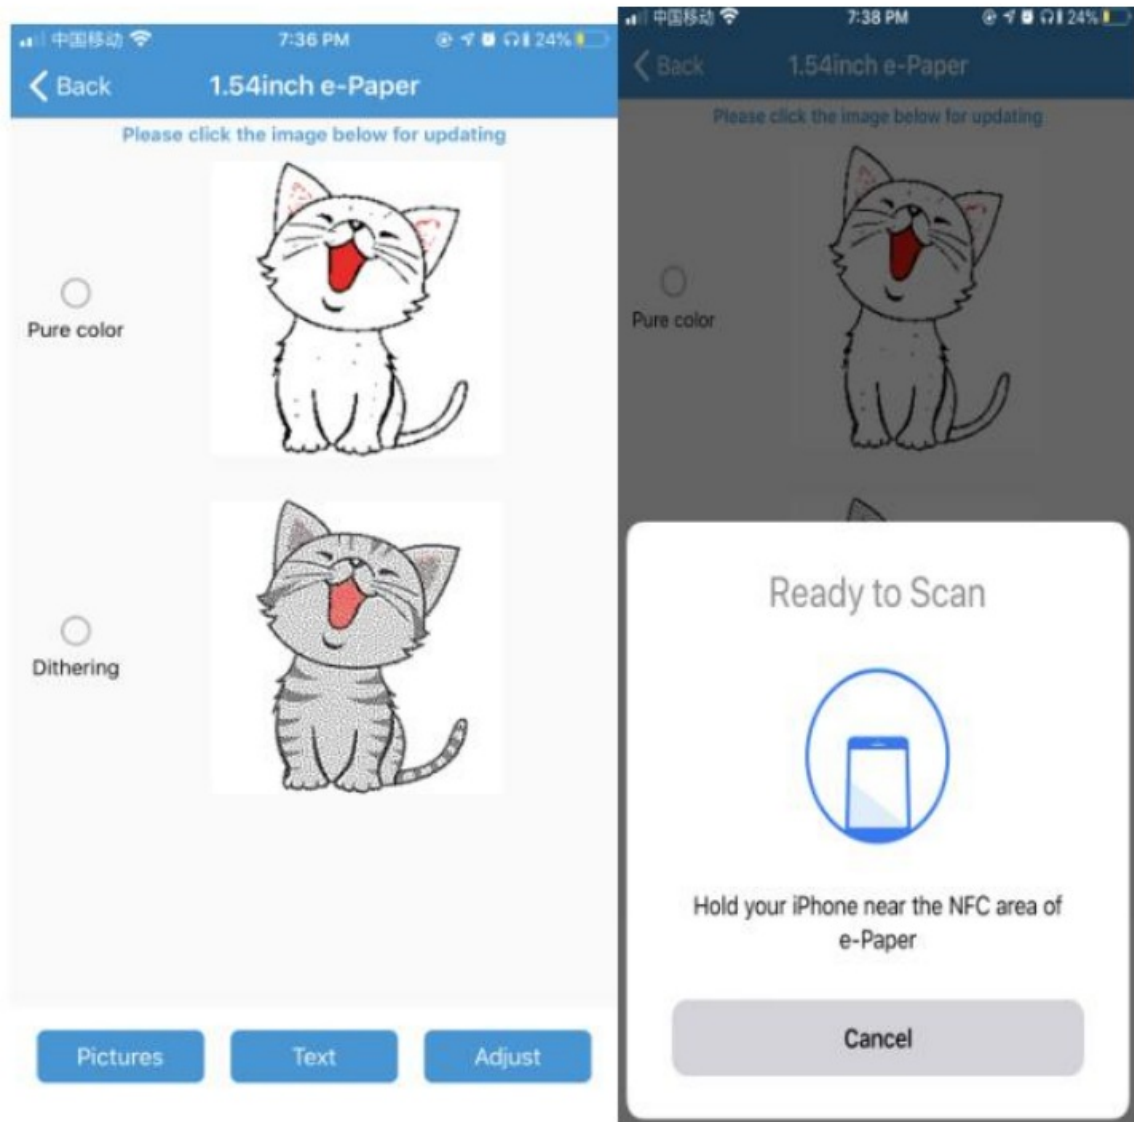 中国移动
7:36 PM
24%
Back
1.54inch e-Paper
Please click the image below for updating
Pure color
Dithering
Pictures
Text
Adjust
中国移动
7:38 PM
24%
Back
1.54inch e-Paper
Please click the image below for updating
Pure color
Ready to Scan
Hold your iPhone near the NFC area of
e-Paper
Cancel